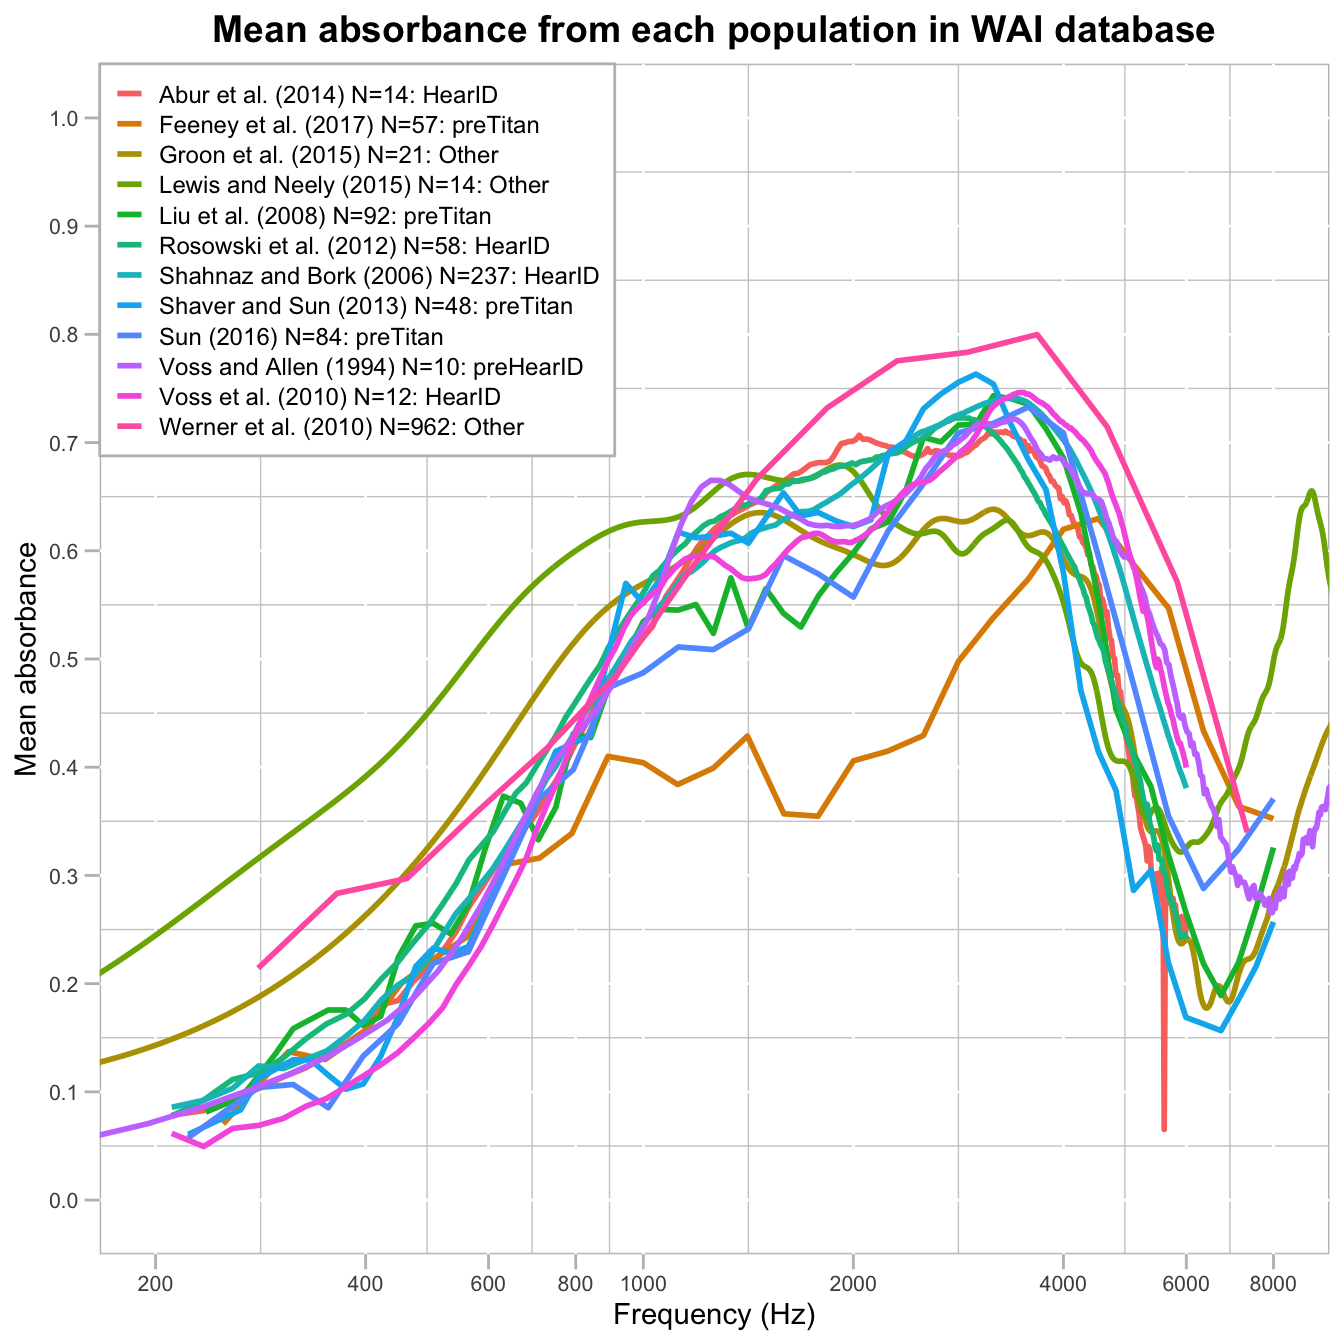 Mean absorbance from each population in WAI database
Abur et al. (2014) N=14: HearID
Feeney et al. (2017) N=57: preTitan
Groon et al. (2015) N=21: Other
Lewis and Neely (2015) N=14: Other
Liu et al. (2008) N=92: preTitan
Rosowski et al. (2012) N=58: HearID
Shahnaz and Bork (2006) N=237: HearID
Shaver and Sun (2013) N=48: preTitan
Sun (2016) N=84: preTitan
Voss and Allen (1994) N=10: preHearID
Voss et al. (2010) N=12: HearID
Werner et al. (2010) N=962: Other
1.0
0.9
0.8
0.7
0.6
0.5
0.4
0.3
0.2
0.1
0.0
Mean absorbance
200 400 600 800 1000 2000 4000 6000 8000
Frequency (Hz)